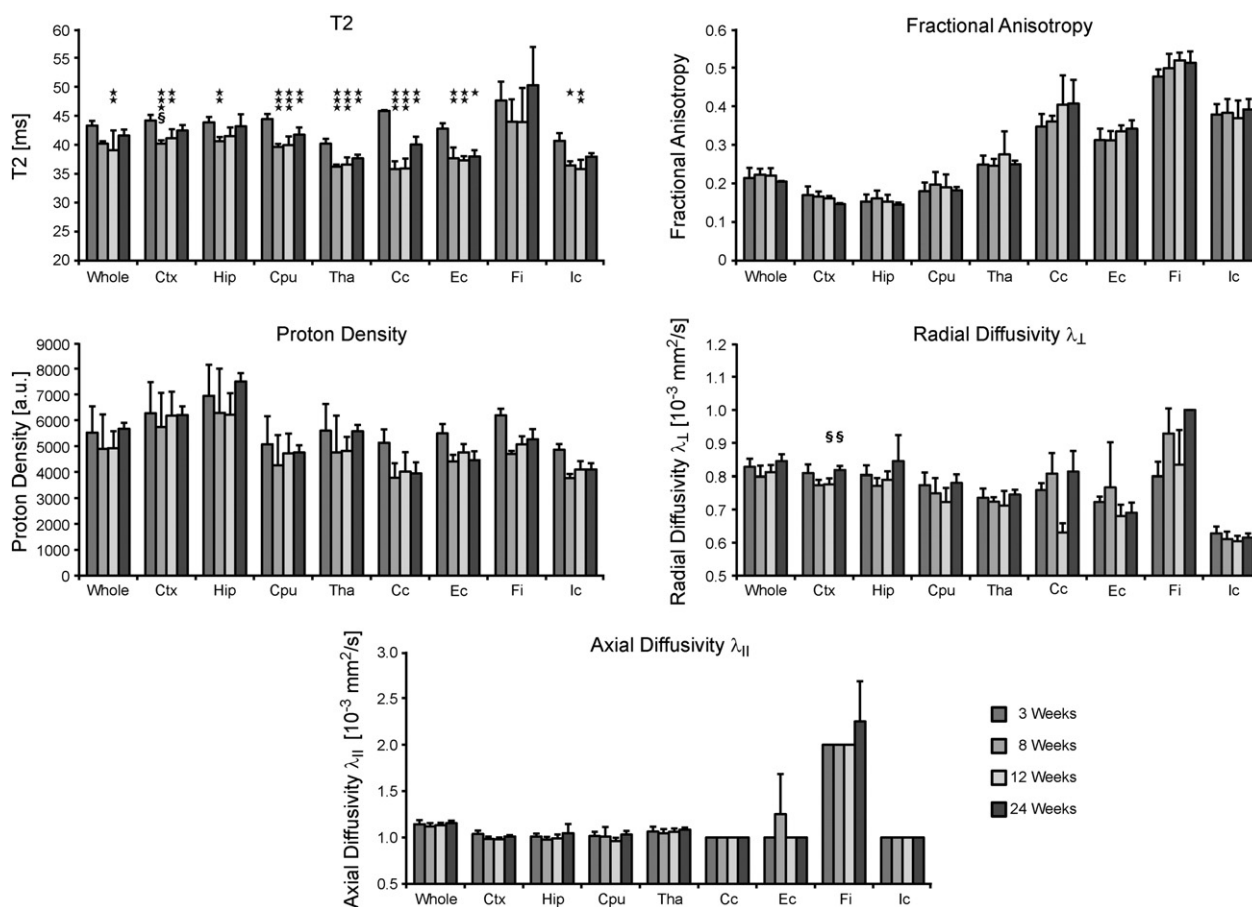 T2
T2 [ms]
60
55
50
45
40
35
30
25
20
★★ ★★★§ ★★ ★★ ★★★ ★★★ ★★ ★★★ ★★★ ★★ ★★★ ★★★ ★★ ★★ ★★ ★ ★ ★★
Whole Ctx Hip Cpu Tha Cc Ec Fi Ic
Fractional Anisotropy
Fractional Anisotropy
0.6
0.5
0.4
0.3
0.2
0.1
0
Whole Ctx Hip Cpu Tha Cc Ec Fi Ic
Proton Density
Proton Density [a.u.]
9000
8000
7000
6000
5000
4000
3000
2000
1000
0
Whole Ctx Hip Cpu Tha Cc Ec Fi Ic
Radial Diffusivity λ⊥
Radial Diffusivity λ⊥ [10⁻³ mm²/s]
1.2
1.1
1.0
0.9
0.8
0.7
0.6
0.5
§ §
Whole Ctx Hip Cpu Tha Cc Ec Fi Ic
Axial Diffusivity λ||
Axial Diffusivity λ|| [10⁻³ mm²/s]
3.0
2.5
2.0
1.5
1.0
0.5
Whole Ctx Hip Cpu Tha Cc Ec Fi Ic
3 Weeks
8 Weeks
12 Weeks
24 Weeks